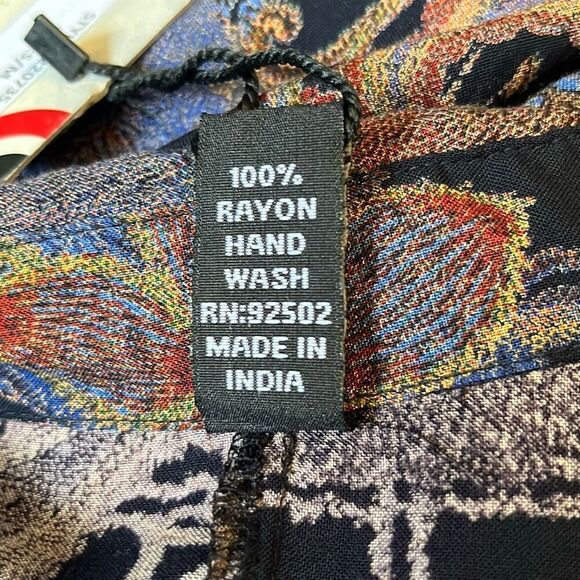 100%
RAYON
HAND
WASH
RN:92502
MADE IN
INDIA